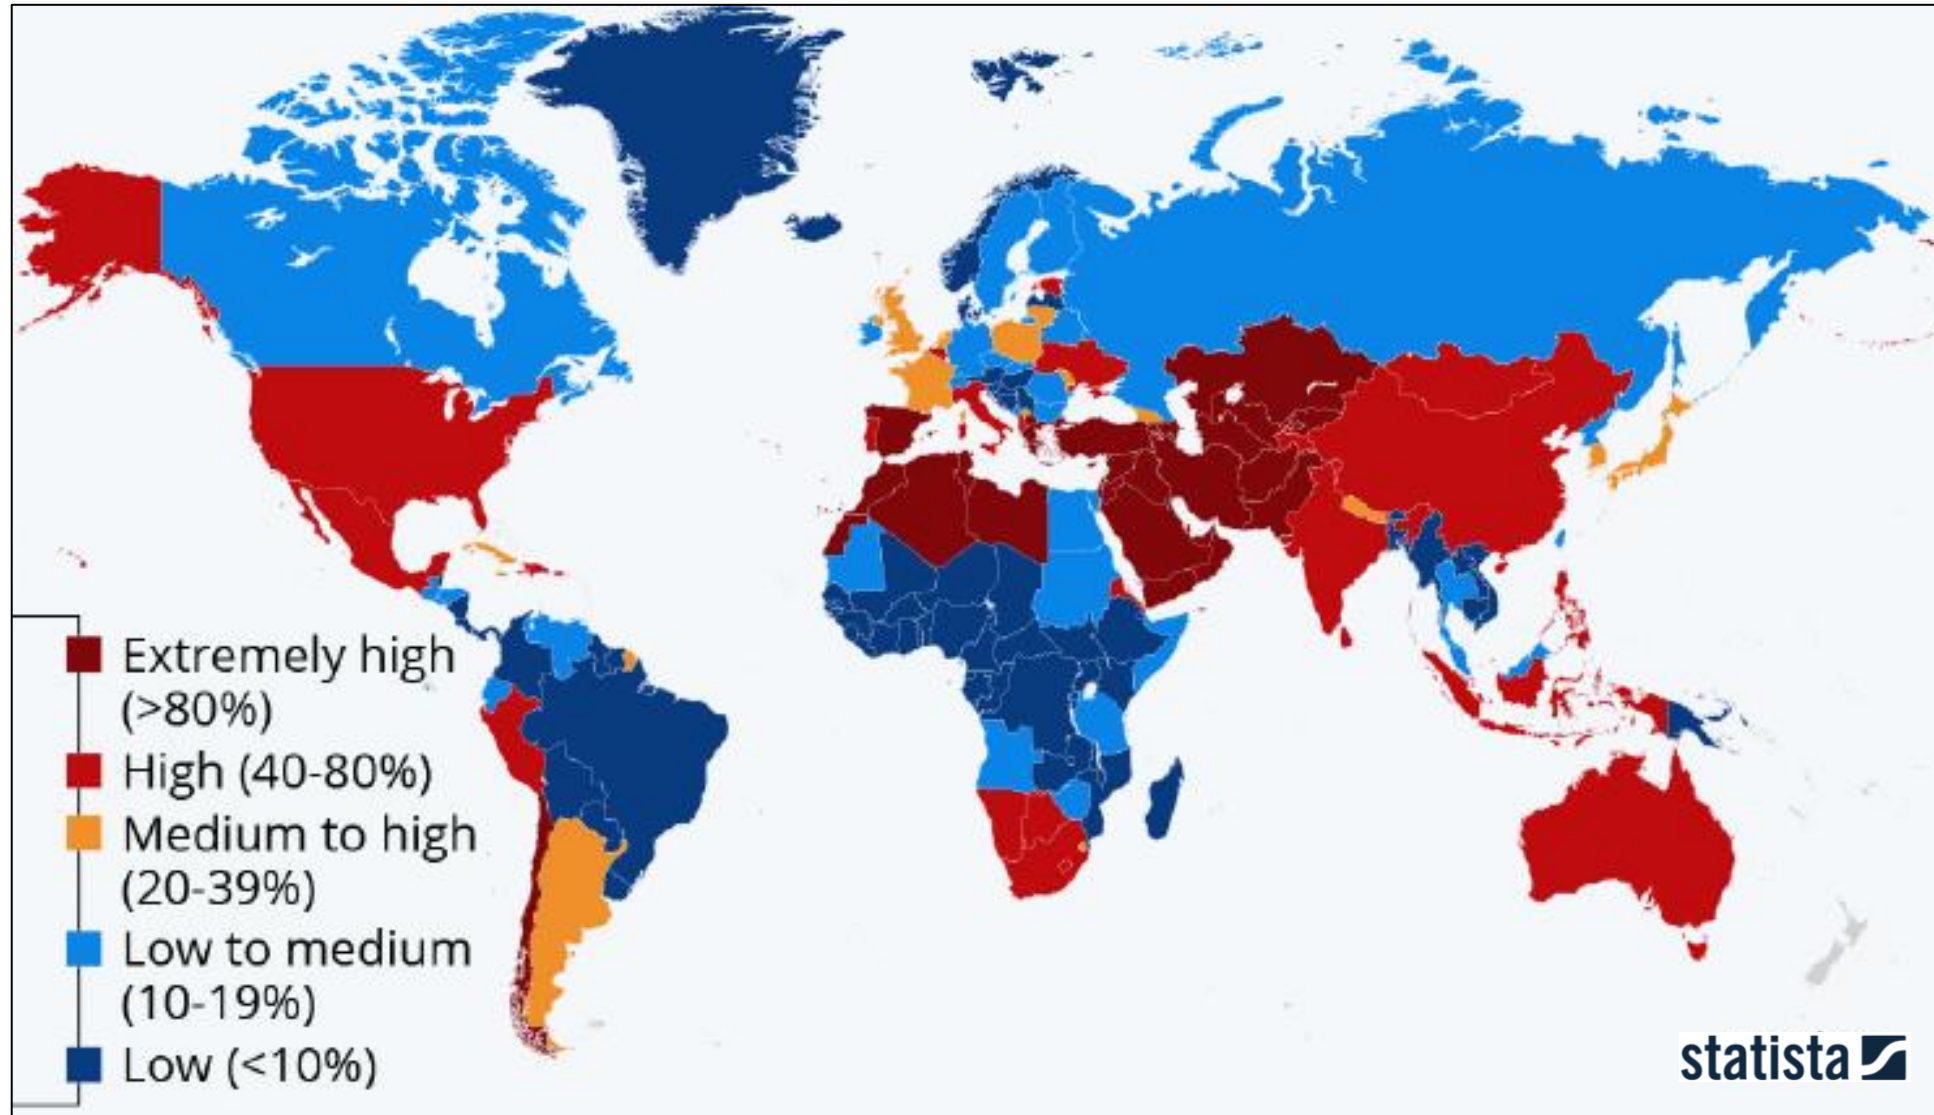 Extremely high
(>80%)
High (40-80%)
Medium to high
(20-39%)
Low to medium
(10-19%)
Low (<10%)
statista